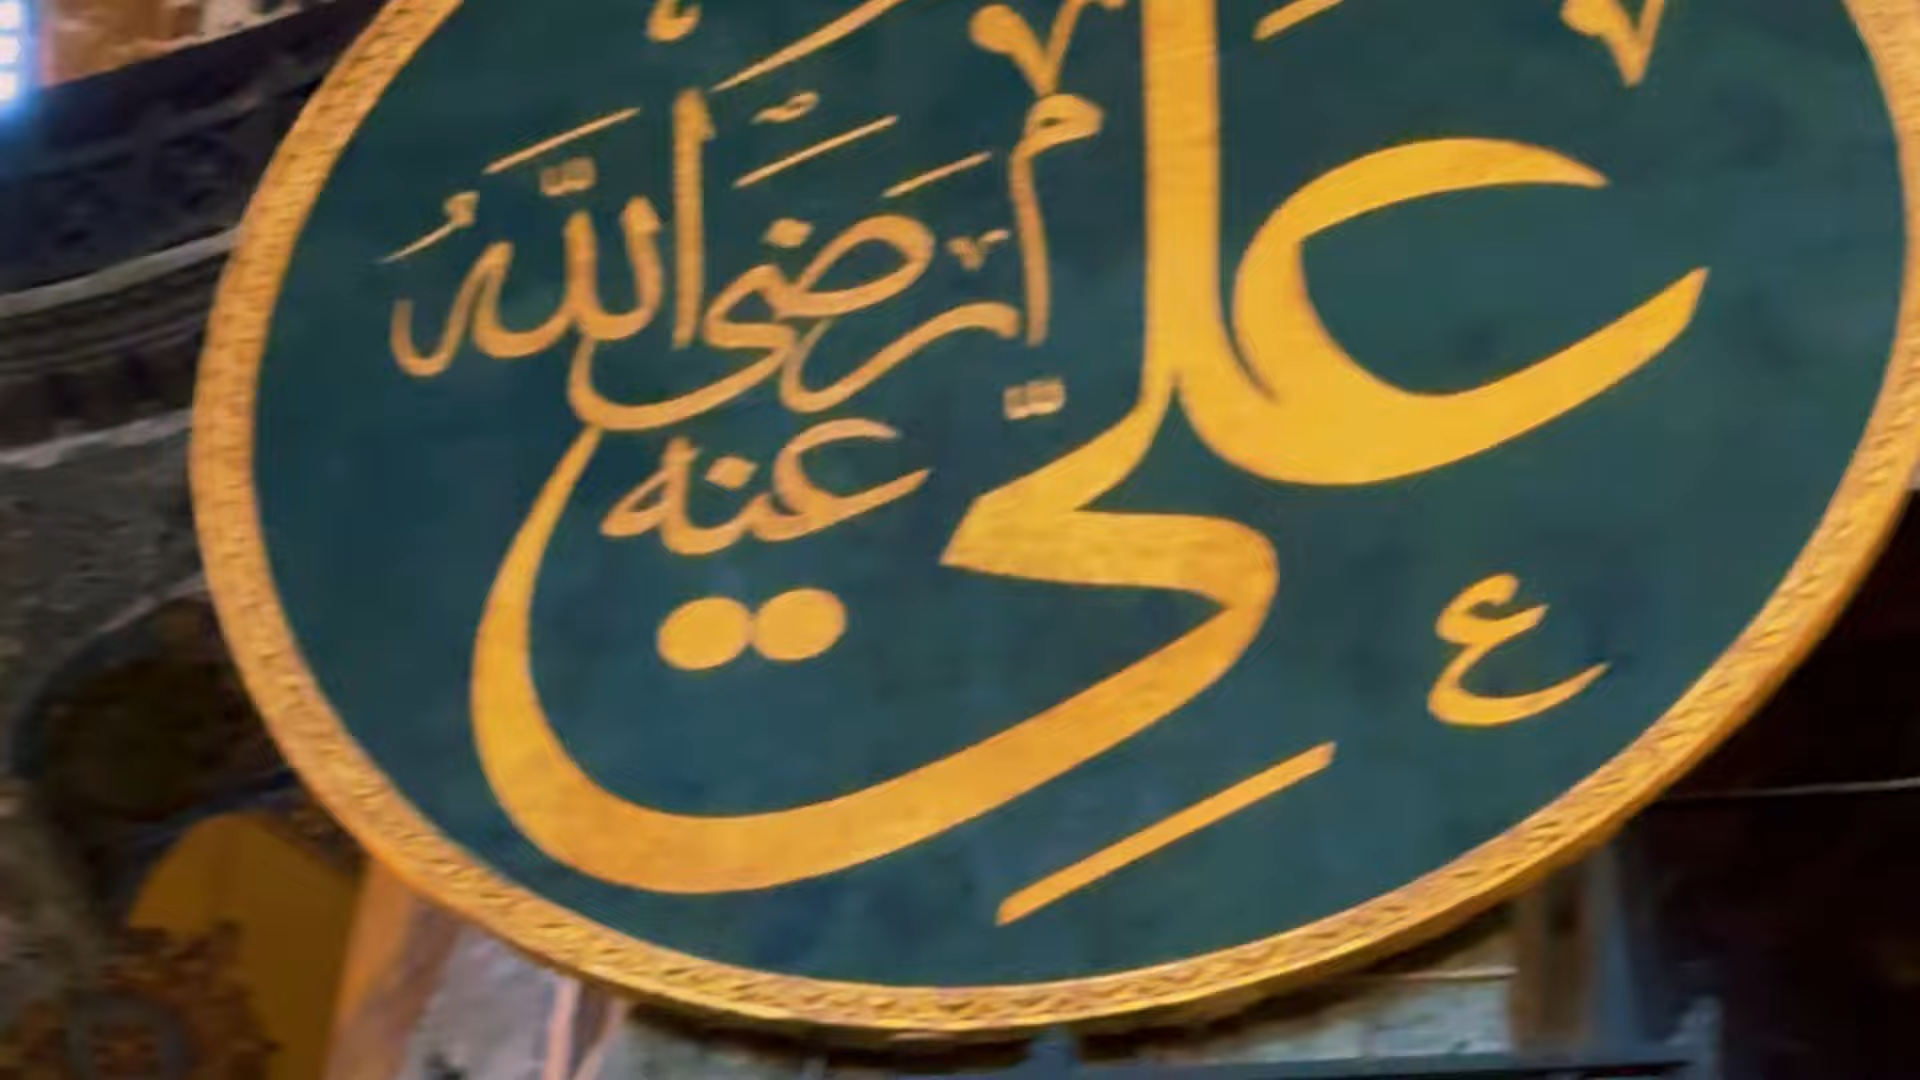 علي
رضي الله
عنه